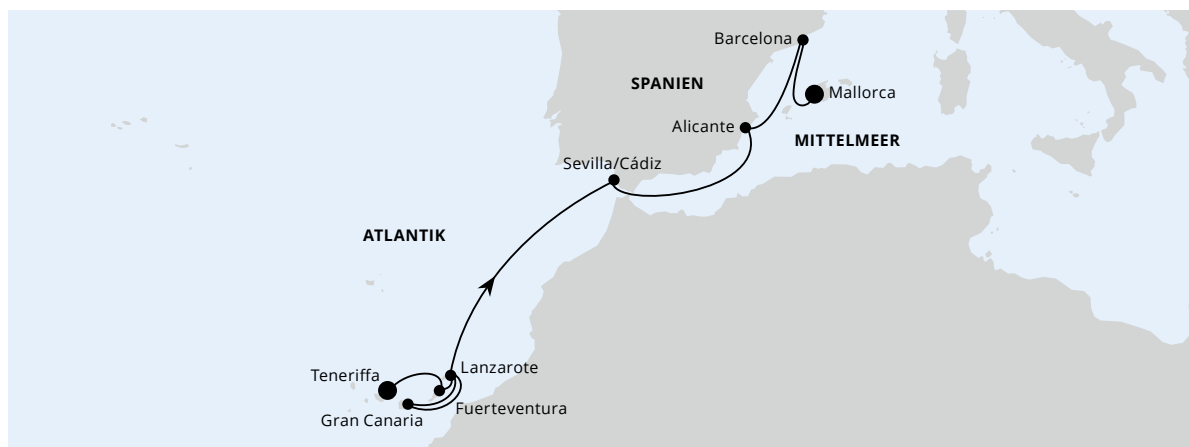 Barcelona
SPANIEN
Mallorca
Alicante
MITTELMEER
Sevilla/Cádiz
ATLANTIK
Lanzarote
Teneriffa
Fuerteventura
Gran Canaria